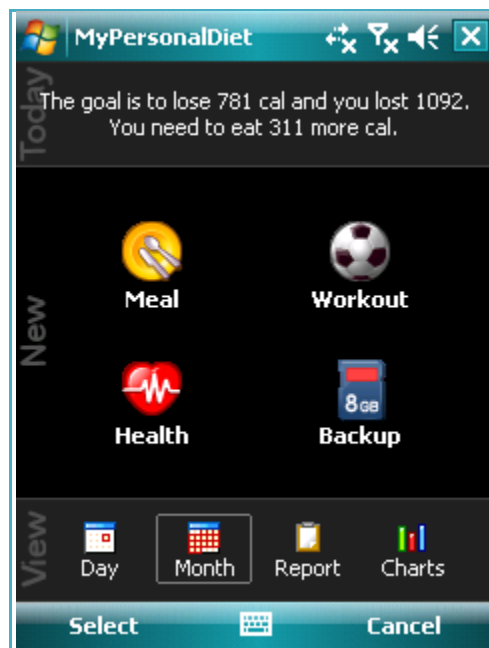 MyPersonalDiet
Today
The goal is to lose 781 cal and you lost 1092.
You need to eat 311 more cal.
New
Meal
Workout
8GB
Health
Backup
View
Day
Month
Report
Charts
Select
Cancel